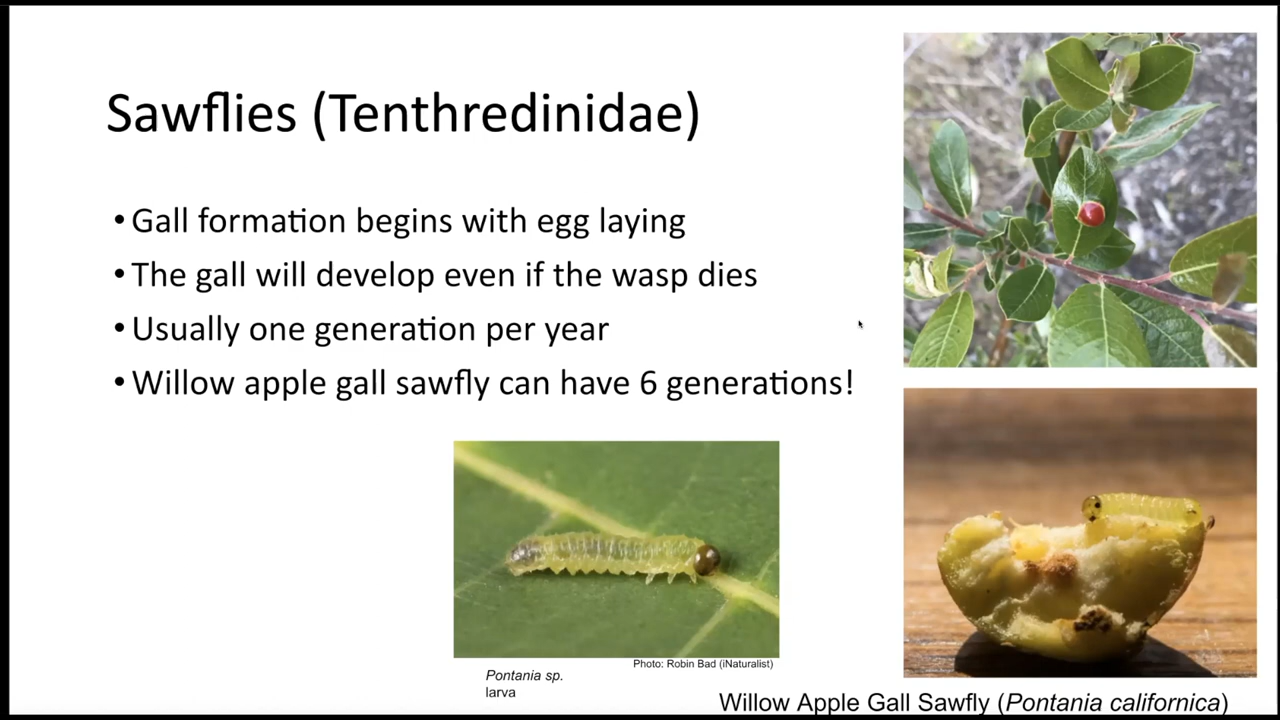 Sawflies (Tenthredinidae)
•Gall formation begins with egg laying
•The gall will develop even if the wasp dies
•Usually one generation per year
•Willow apple gall sawfly can have 6 generations!
Photo: Robin Bad (iNaturalist)
Pontania sp.
larva
Willow Apple Gall Sawfly (Pontania californica)